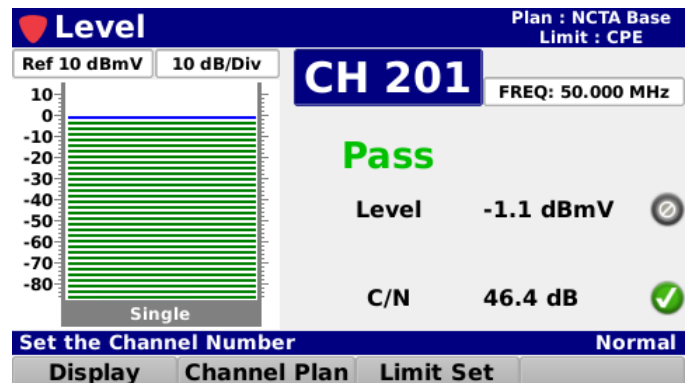 Level
Plan : NCTA Base
Limit : CPE
Ref 10 dBmV
10 dB/Div
CH 201
FREQ: 50.000 MHz
10
0
-10
-20
-30
-40
-50
-60
-70
-80
Single
Pass
Level -1.1 dBmV
C/N 46.4 dB
Set the Channel Number
Normal
Display
Channel Plan
Limit Set